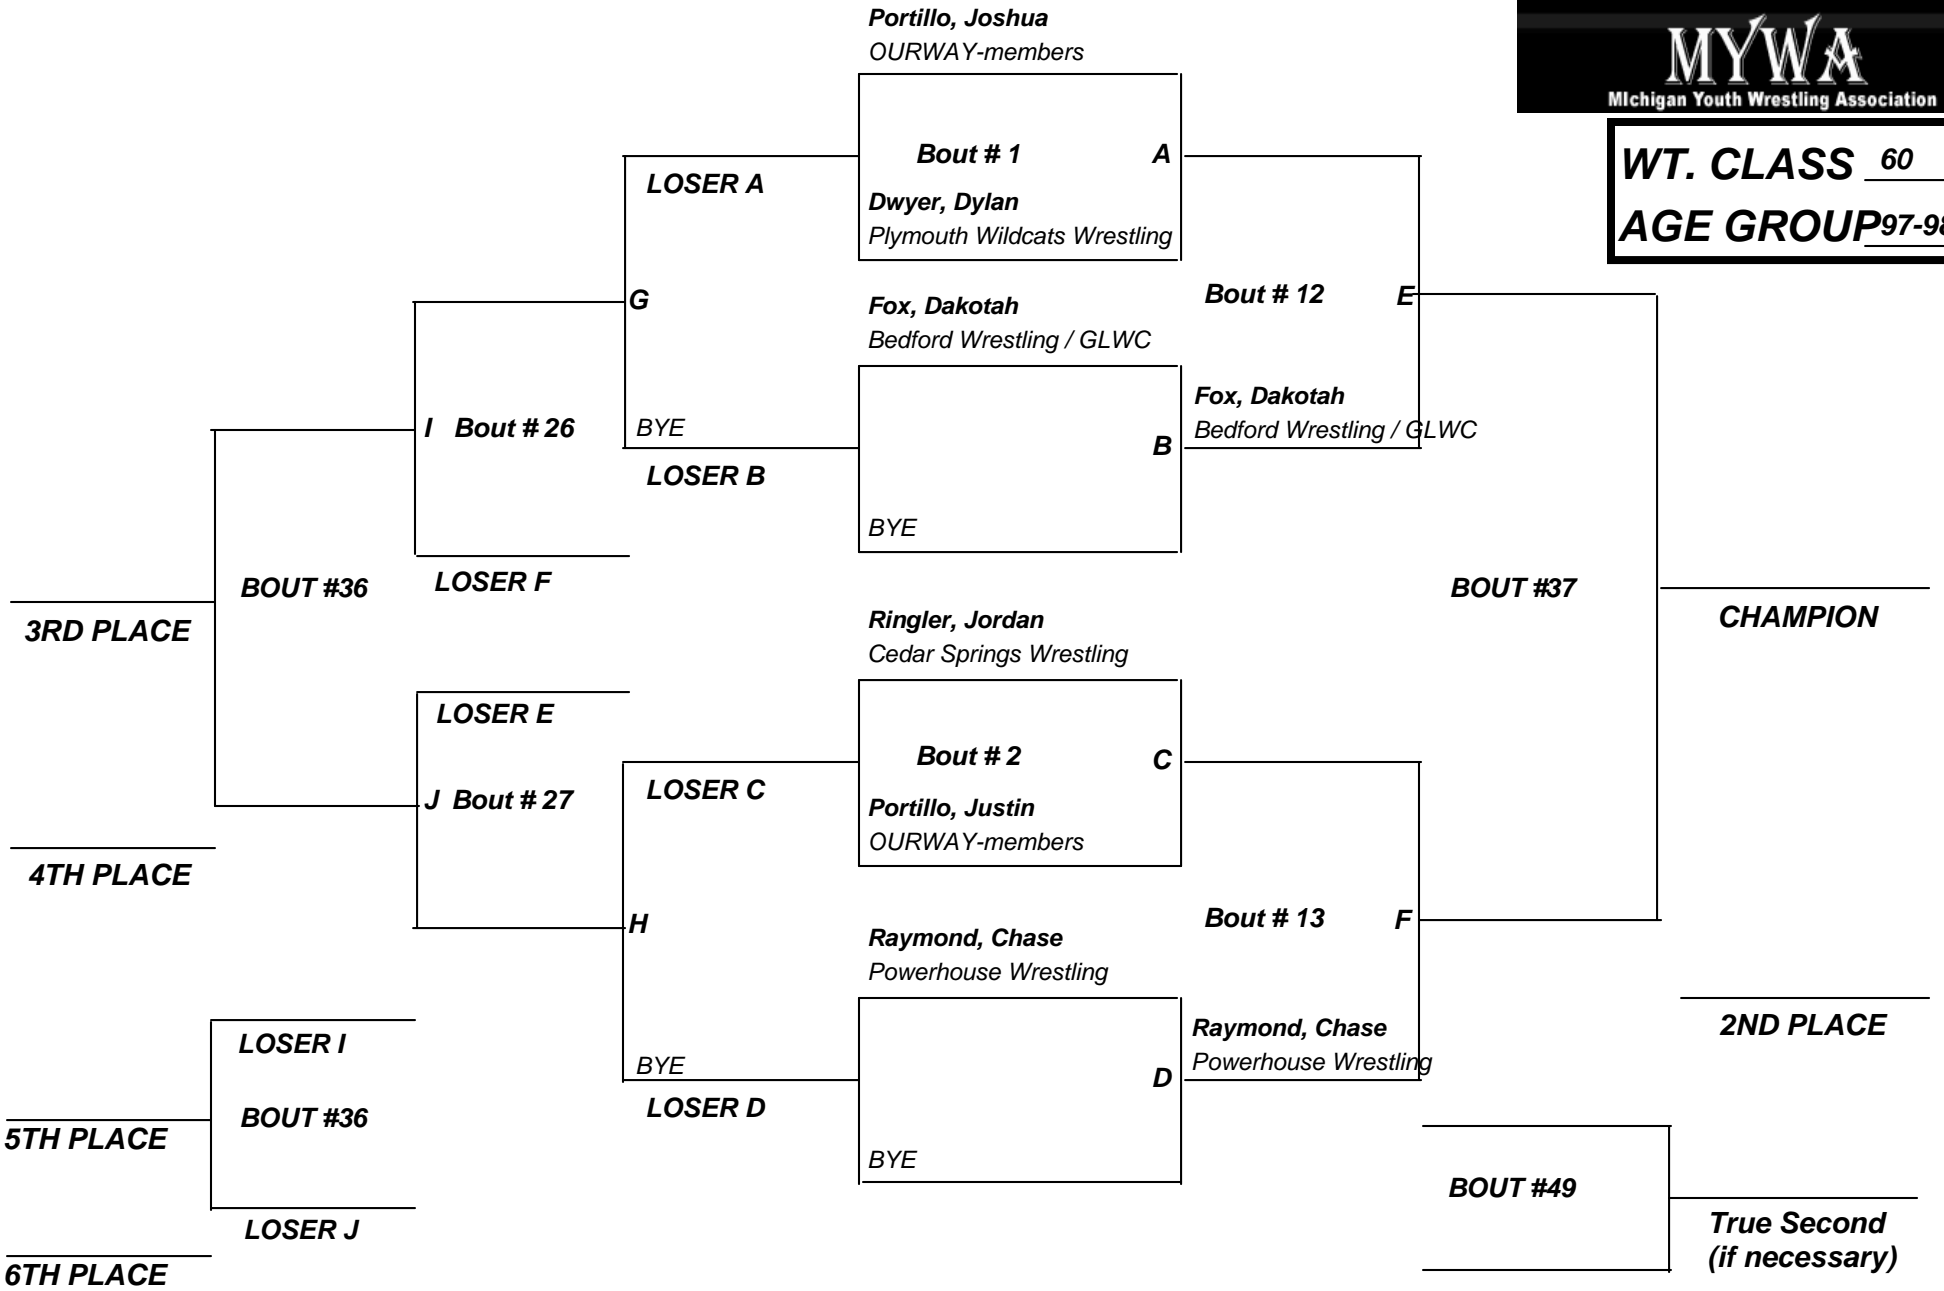 MYWA
MIchigan Youth Wrestling Association
WT. CLASS 60
AGE GROUP 97-98
Portillo, Joshua
OURWAY-members
Bout # 1 A
Dwyer, Dylan
Plymouth Wildcats Wrestling
LOSER A
G
Fox, Dakotah
Bedford Wrestling / GLWC
Bout # 12 E
Fox, Dakotah
Bedford Wrestling / GLWC
B
BYE
LOSER B
BYE
I Bout # 26
LOSER F
BOUT #36
3RD PLACE
BOUT #37
CHAMPION
Ringler, Jordan
Cedar Springs Wrestling
Bout # 2 C
Portillo, Justin
OURWAY-members
LOSER E
J Bout # 27
LOSER C
4TH PLACE
H
Raymond, Chase
Powerhouse Wrestling
Bout # 13 F
Raymond, Chase
Powerhouse Wrestling
D
2ND PLACE
BYE
LOSER D
BYE
LOSER I
BOUT #36
5TH PLACE
LOSER J
6TH PLACE
BOUT #49
True Second
(if necessary)